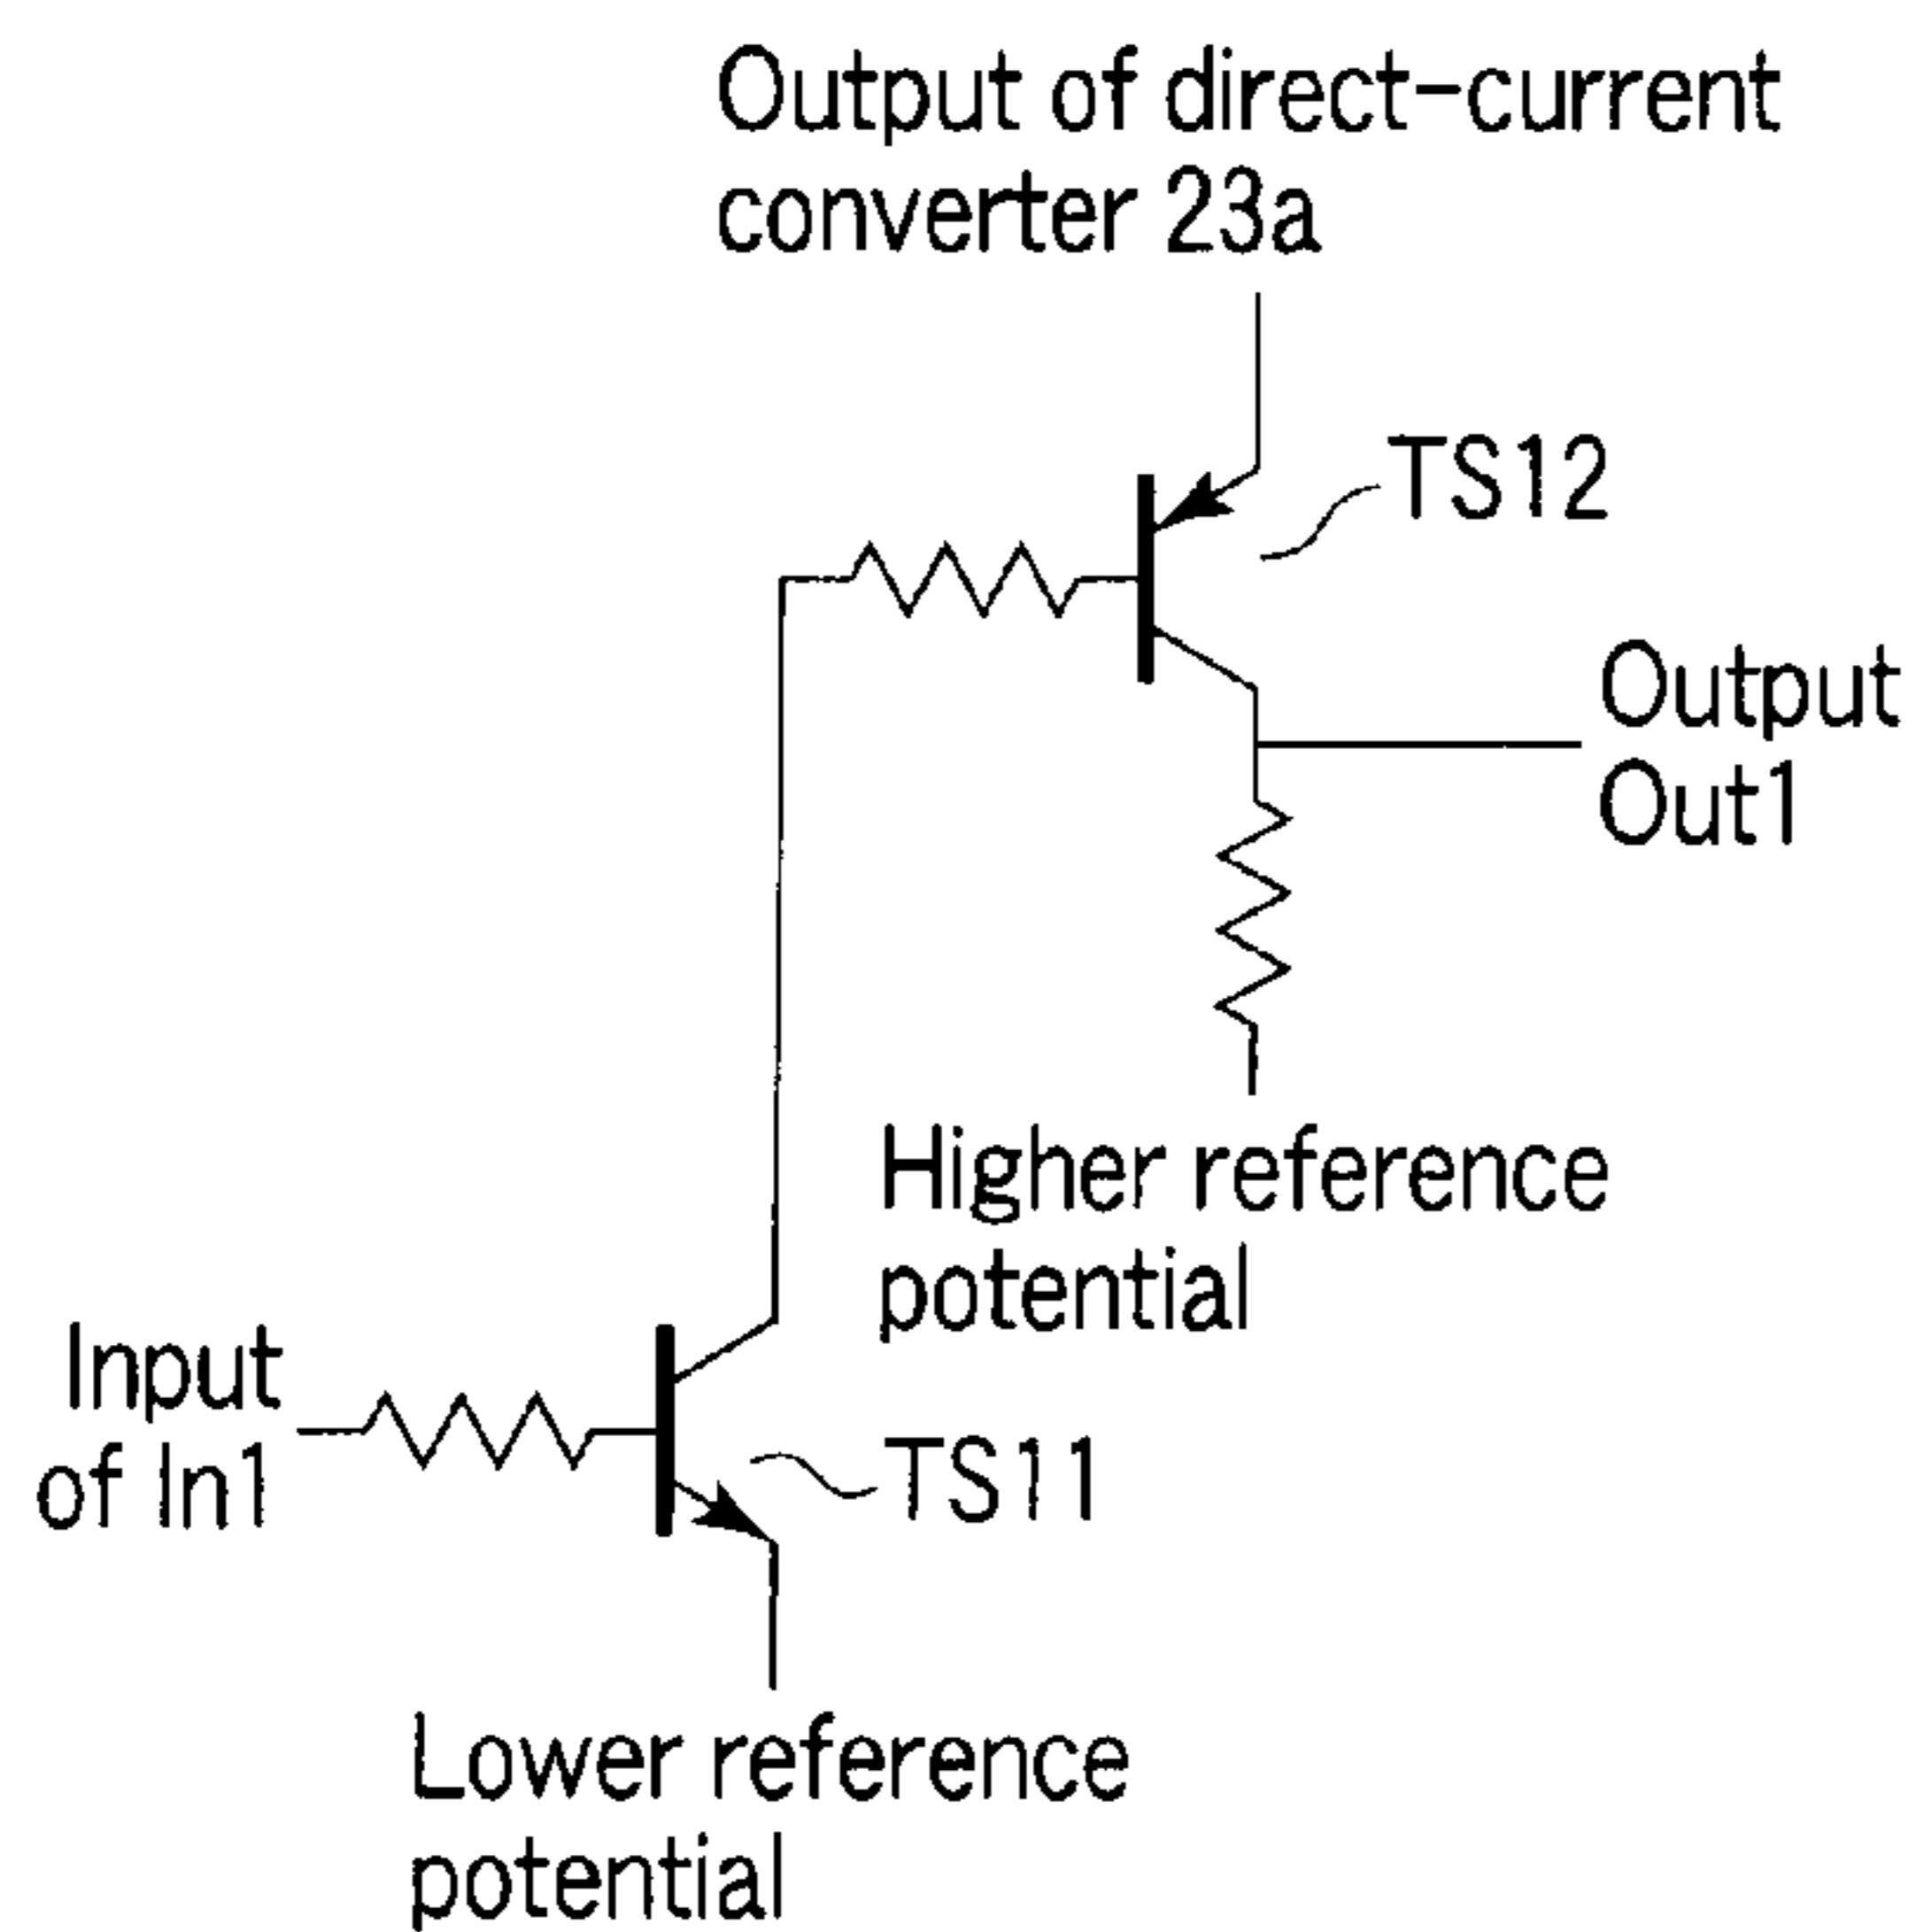 Output of direct-current
converter 23a
TS12
Output
Out1
Higher reference
potential
Input
of In1
TS11
Lower reference
potential